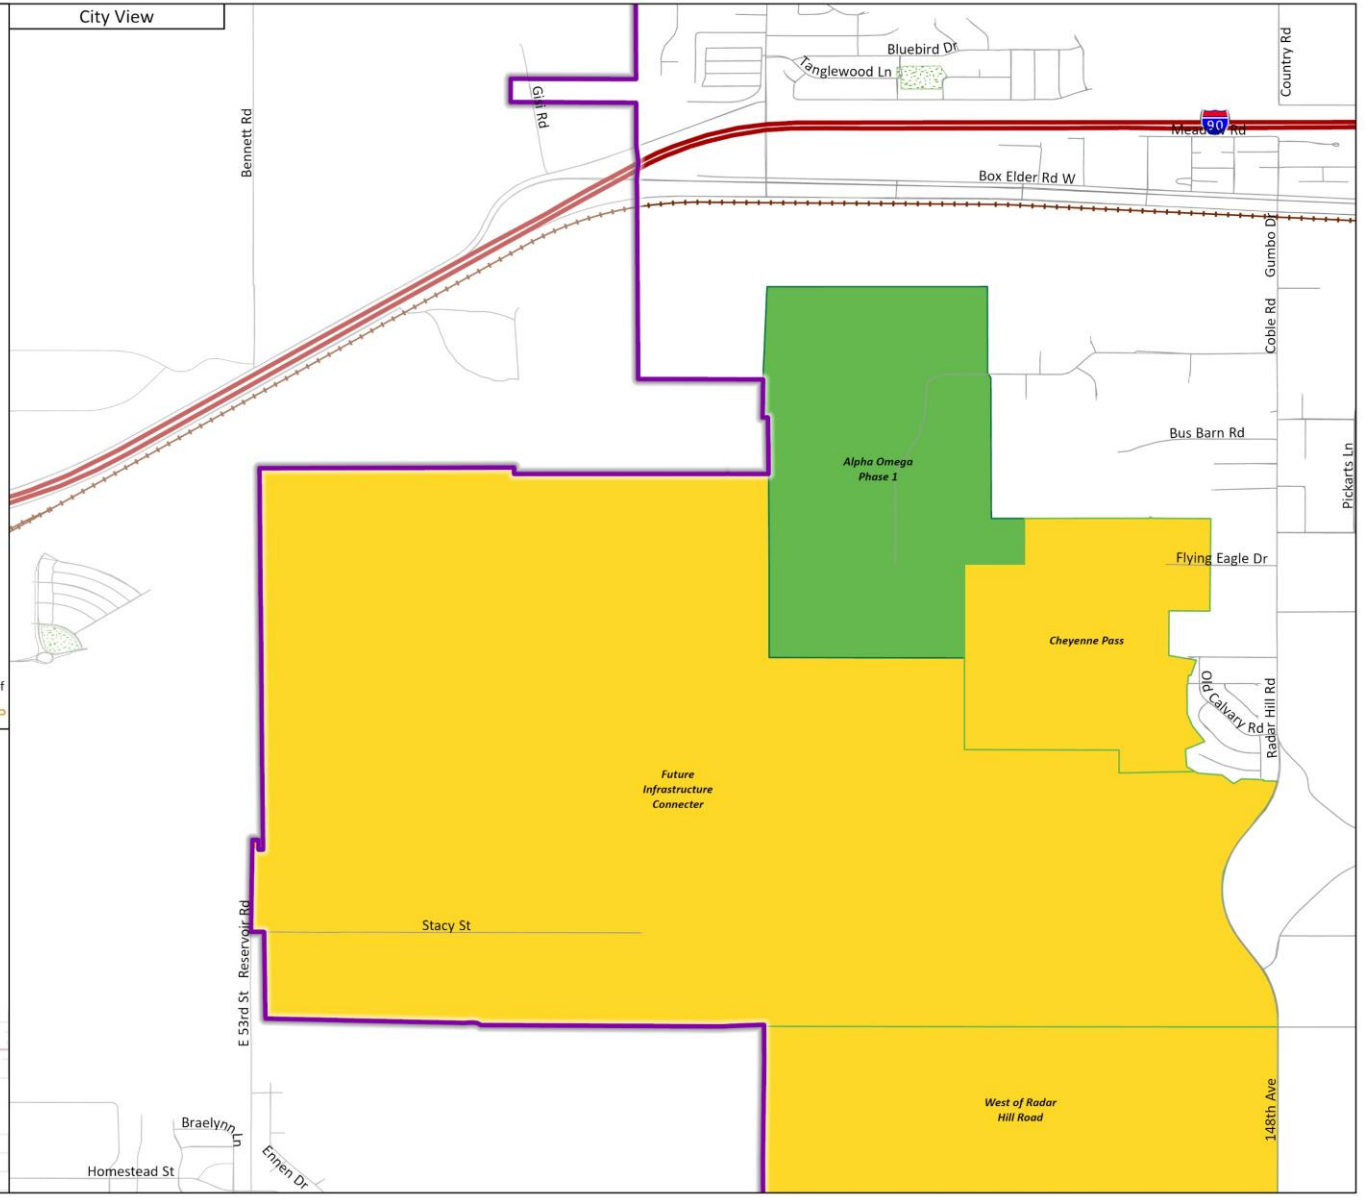 City View
Bluebird Dr
Country Rd
Tanglewood Ln
Gisi Rd
Bennett Rd
90
Meadow Rd
Box Elder Rd W
Gumbo Dr
Coble Rd
Bus Barn Rd
Pickarts Ln
Alpha Omega
Phase 1
Flying Eagle Dr
Cheyenne Pass
Old Calvary Rd
Radar Hill Rd
Future
Infrastructure
Connecter
Stacy St
Reservoir Rd
E 53rd St
West of Radar
Hill Road
148th Ave
Braelynn Ln
Ennen Dr
Homestead St